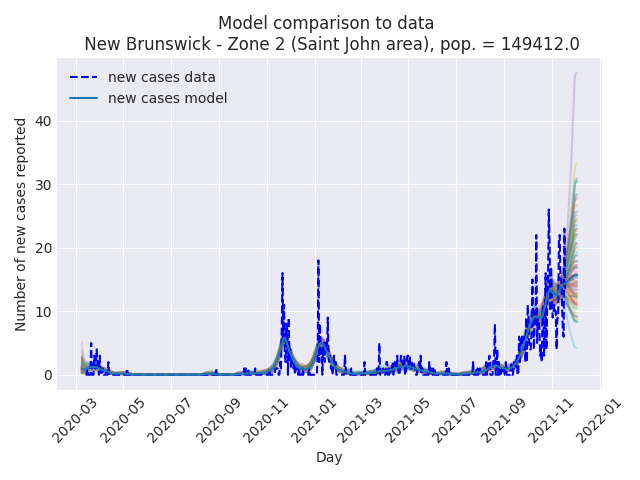 Model comparison to data
New Brunswick - Zone 2 (Saint John area), pop. = 149412.0
new cases data
new cases model
Number of new cases reported
40
30
20
10
0
2020-03
2020-05
2020-07
2020-09
2020-11
2021-01
2021-03
2021-05
2021-07
2021-09
2021-11
2022-01
Day